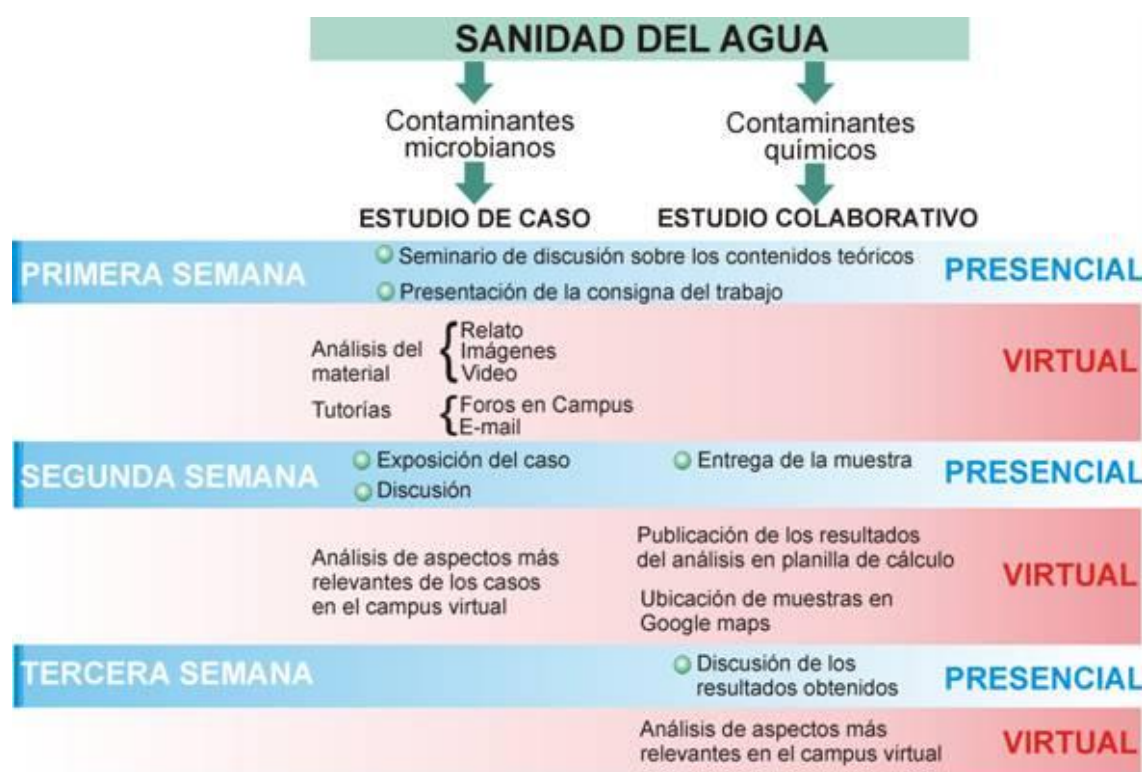 SANIDAD DEL AGUA
Contaminantes
microbianos
Contaminantes
químicos
ESTUDIO DE CASO
ESTUDIO COLABORATIVO
PRIMERA SEMANA
Seminario de discusión sobre los contenidos teóricos
Presentación de la consigna del trabajo
PRESENCIAL
Análisis del
material
Relato
Imágenes
Video
Tutorías
Foros en Campus
E-mail
VIRTUAL
SEGUNDA SEMANA
Exposición del caso
Discusión
Entrega de la muestra
PRESENCIAL
Análisis de aspectos más
relevantes de los casos
en el campus virtual
Publicación de los resultados
del análisis en planilla de cálculo
Ubicación de muestras en
Google maps
VIRTUAL
TERCERA SEMANA
Discusión de los
resultados obtenidos
PRESENCIAL
Análisis de aspectos más
relevantes en el campus virtual
VIRTUAL